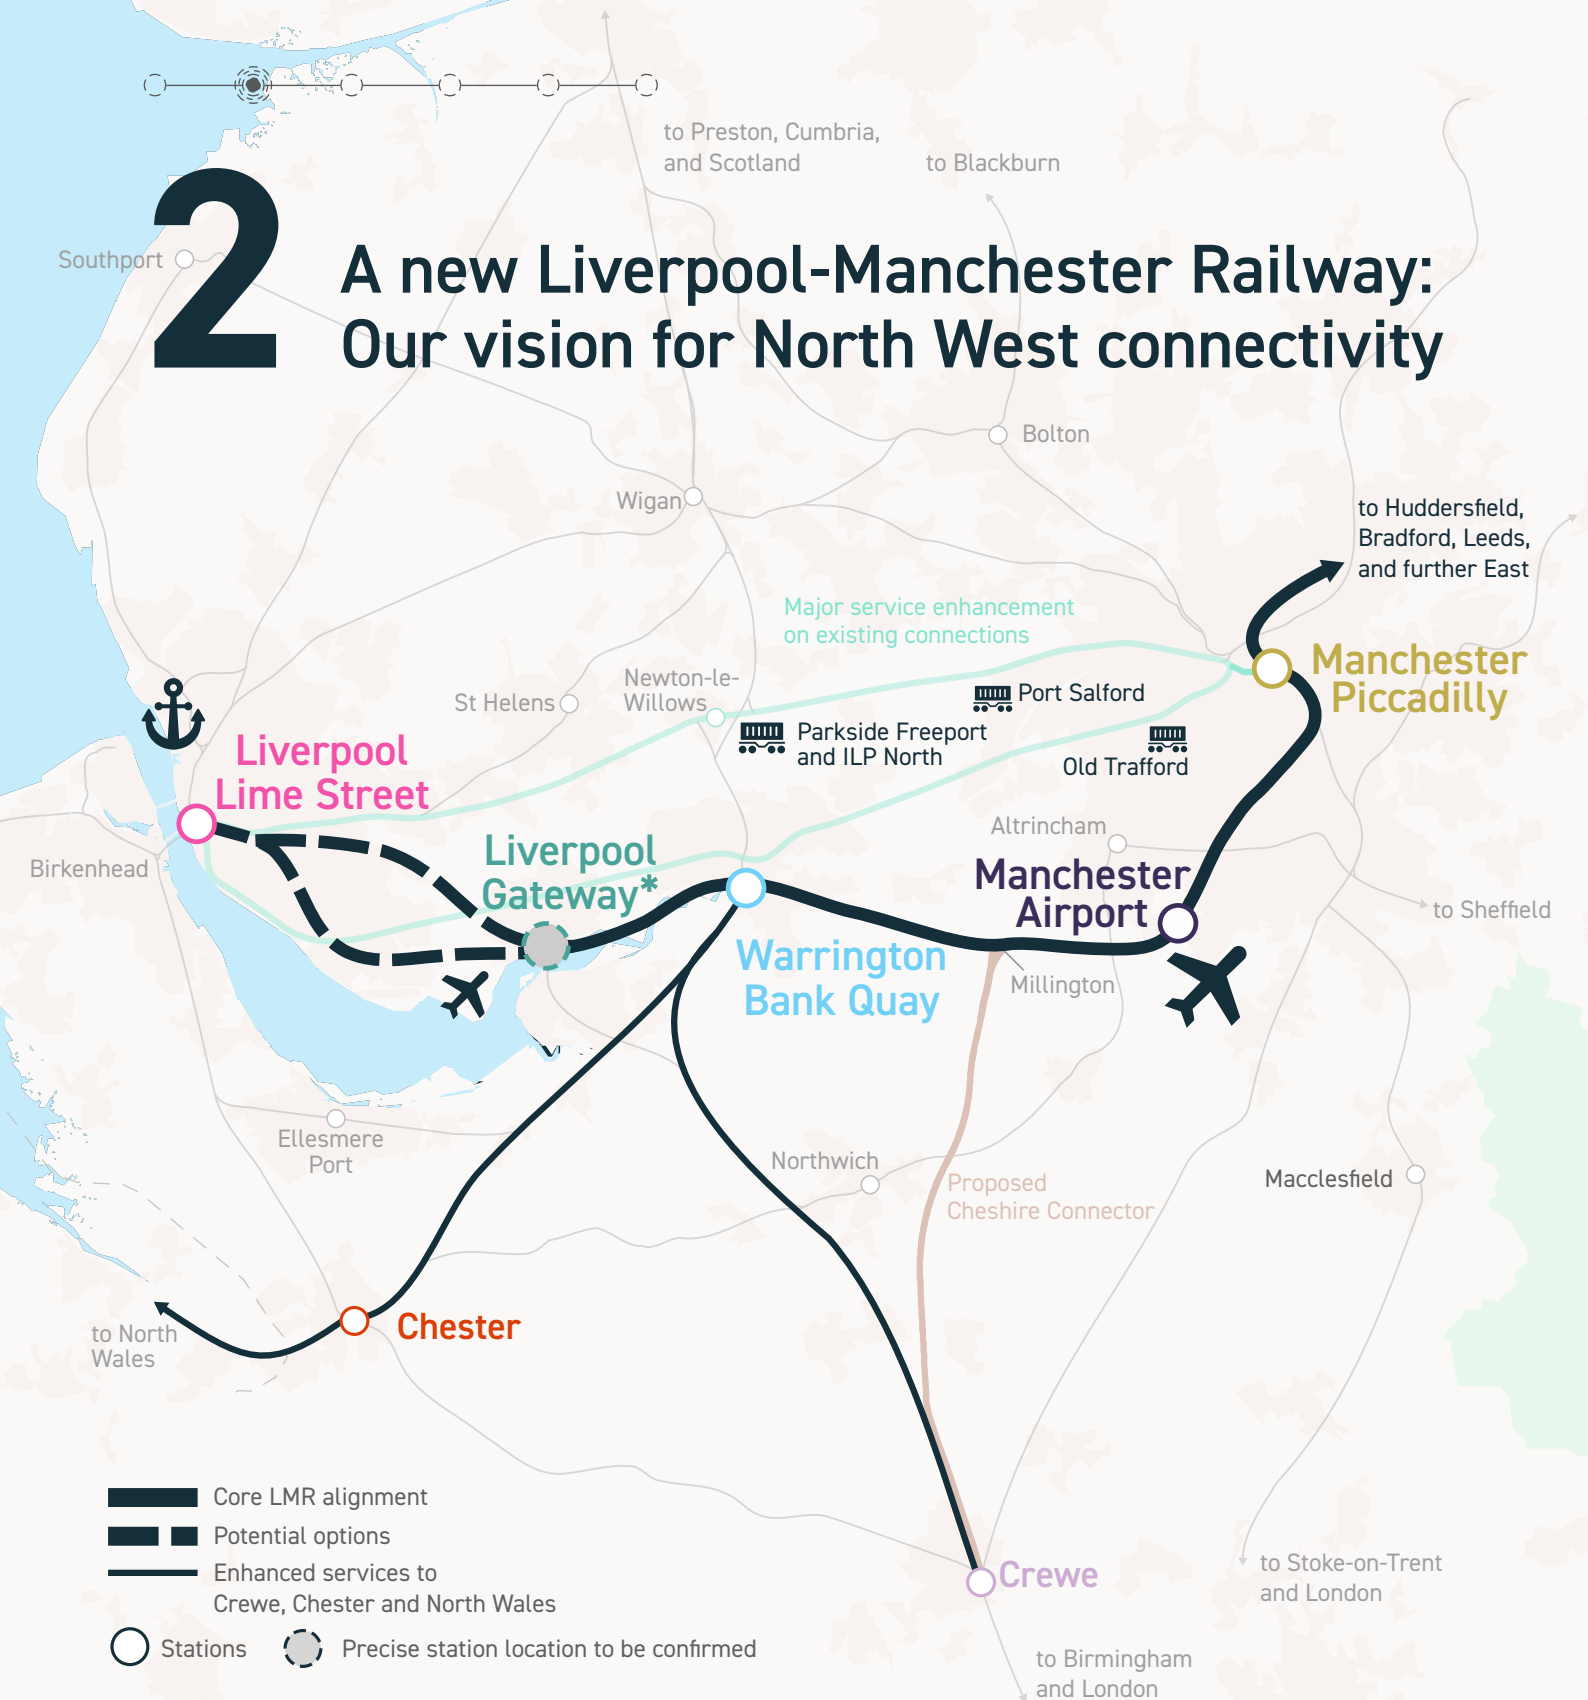 to Preston, Cumbria,
and Scotland
to Blackburn
2
Southport
A new Liverpool-Manchester Railway:
Our vision for North West connectivity
Bolton
Wigan
to Huddersfield,
Bradford, Leeds,
and further East
Major service enhancement
on existing connections
Manchester
Piccadilly
Newton-le-
Willows
St Helens
Port Salford
Parkside Freeport
and ILP North
Old Trafford
Liverpool
Lime Street
Altrincham
Birkenhead
Liverpool
Gateway*
Manchester
Airport
to Sheffield
Warrington
Bank Quay
Millington
Ellesmere
Port
Northwich
Proposed
Cheshire Connector
Macclesfield
to North
Wales
Chester
Core LMR alignment
Potential options
Enhanced services to
Crewe, Chester and North Wales
Stations
Precise station location to be confirmed
Crewe
to Stoke-on-Trent
and London
to Birmingham
and London